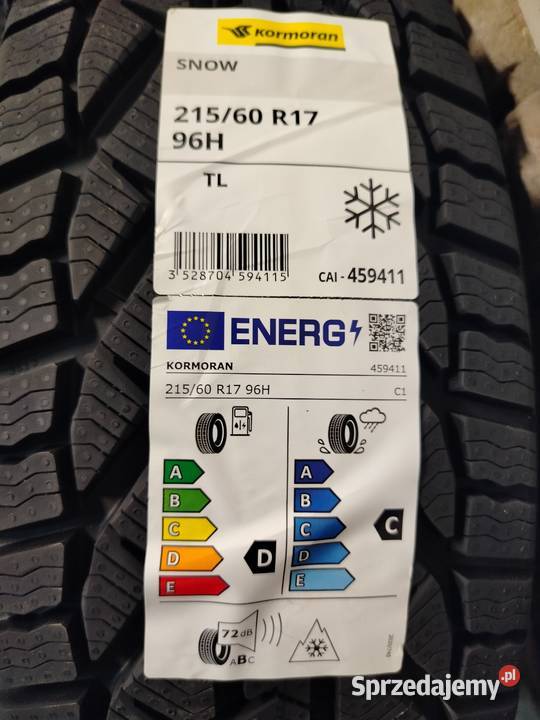 Kormoran
SNOW
215/60 R17
96H
TL
3 528704 594115
CAI - 459411
ENERG
KORMORAN
459411
215/60 R17 96H
C1
A
B
C
D
E
D
A
B
C
D
E
C
72 dB
ABC
Sprzedajemy.pl